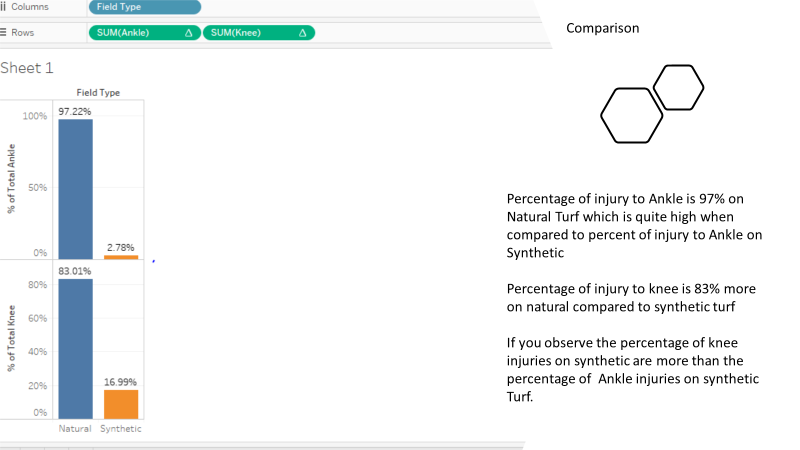 Columns
Field Type
Rows
SUM(Ankle)
SUM(Knee)
Comparison
Sheet 1
Field Type
% of Total Ankle
100%
50%
0%
97.22%
2.78%
% of Total Knee
80%
60%
40%
20%
0%
83.01%
16.99%
Natural
Synthetic
Percentage of injury to Ankle is 97% on
Natural Turf which is quite high when
compared to percent of injury to Ankle on
Synthetic
Percentage of injury to knee is 83% more
on natural compared to synthetic turf
If you observe the percentage of knee
injuries on synthetic are more than the
percentage of Ankle injuries on synthetic
Turf.